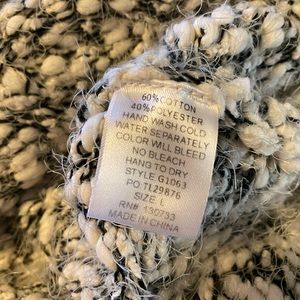 60%COTTON
40%POLYESTER
HAND WASH COLD
WATER SEPARATELY
COLOR WILL BLEED
NO BLEACH
HANG TO DRY
STYLE G1063
PO:TL29876
SIZE L
RN# 130733
MADE IN CHINA